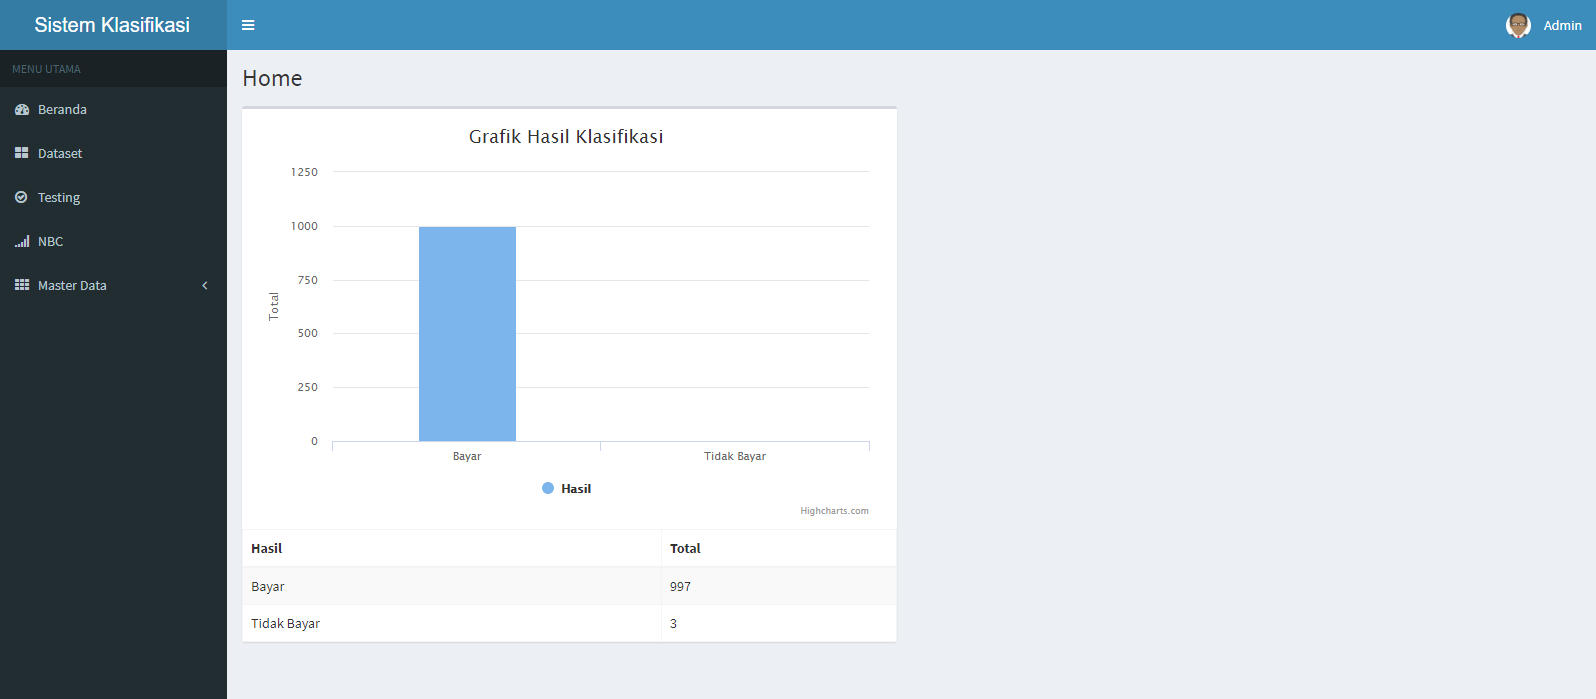 Sistem Klasifikasi
Admin
MENU UTAMA
Beranda
Dataset
Testing
NBC
Master Data
Home
Grafik Hasil Klasifikasi
1250
1000
750
500
250
0
Total
Bayar Tidak Bayar
Hasil
Highcharts.com
Hasil Total
Bayar 997
Tidak Bayar 3